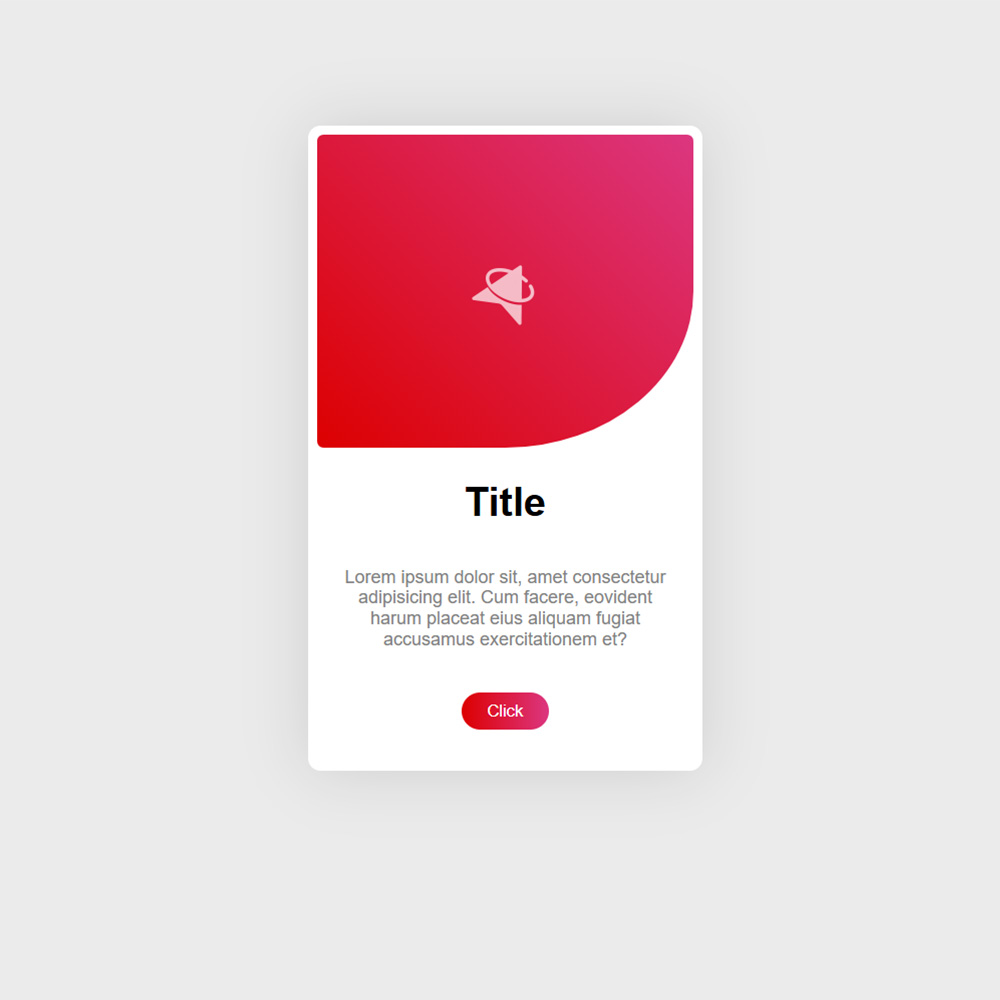 Title
Lorem ipsum dolor sit, amet consectetur
adipisicing elit. Cum facere, eovident
harum placeat eius aliquam fugiat
accusamus exercitationem et?
Click